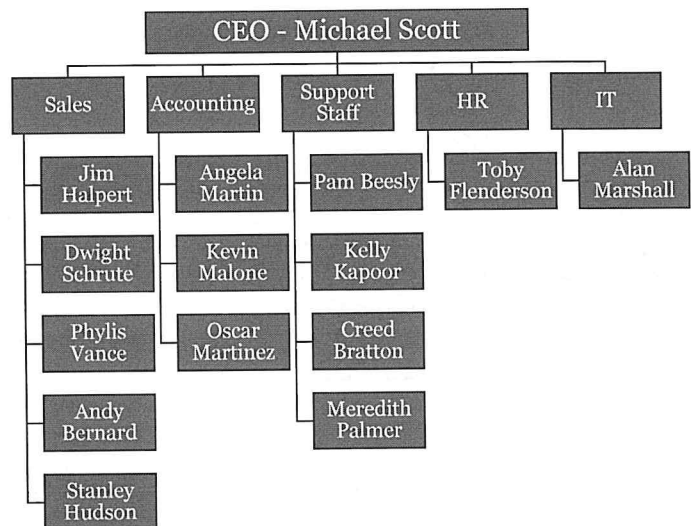 CEO - Michael Scott
Sales
Accounting
Support
Staff
HR
IT
Jim
Halpert
Dwight
Schrute
Phylis
Vance
Andy
Bernard
Stanley
Hudson
Angela
Martin
Kevin
Malone
Oscar
Martinez
Pam Beesly
Kelly
Kapoor
Creed
Bratton
Meredith
Palmer
Toby
Flenderson
Alan
Marshall